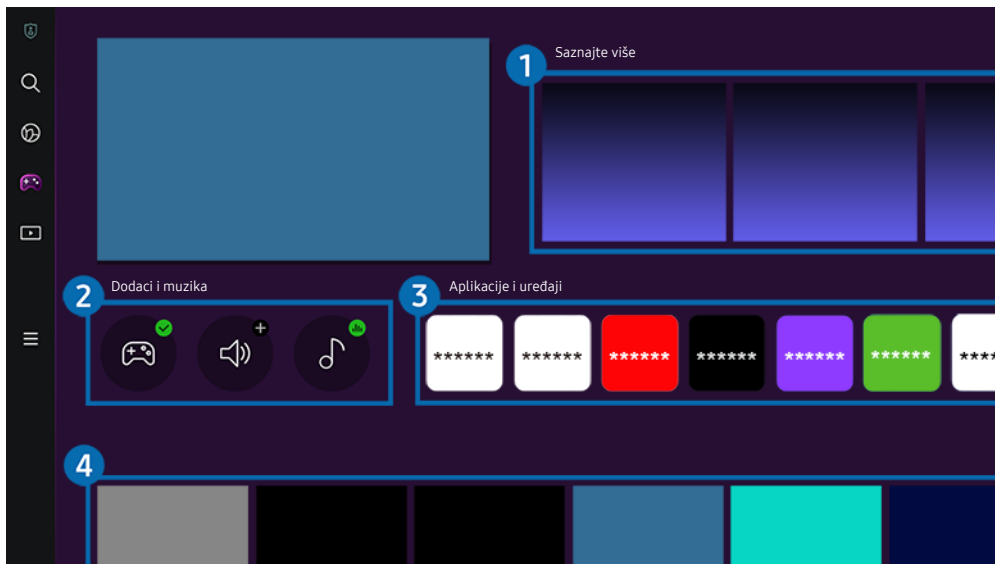 1
Saznajte više
2
Dodaci i muzika
3
Aplikacije i uređaji
****** ****** ****** ****** ****** ****** ****
4